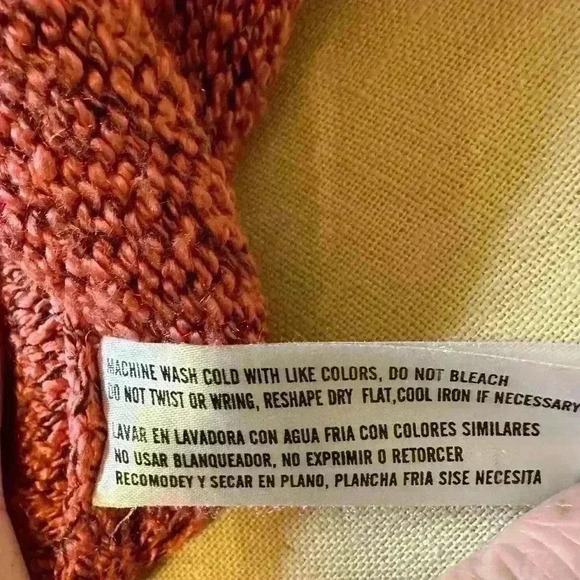 MACHINE WASH COLD WITH LIKE COLORS, DO NOT BLEACH
DO NOT TWIST OR WRING, RESHAPE DRY FLAT,COOL IRON IF NECESSARY
LAVAR EN LAVADORA CON AGUA FRIA CON COLORES SIMILARES
NO USAR BLANQUEADOR, NO EXPRIMIR O RETORCER
RECOMODEY Y SECAR EN PLANO, PLANCHA FRIA SISE NECESITA